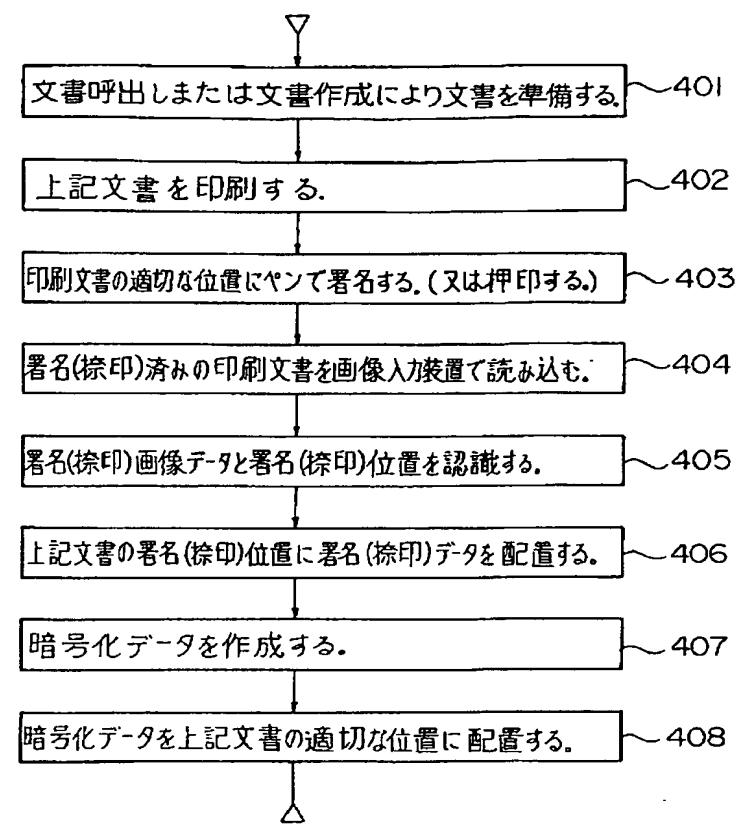 文書呼出しまたは文書作成により文書を準備する. 401
上記文書を印刷する. 402
印刷文書の適切な位置にペンで署名する.(又は押印する。) 403
署名(捺印)済みの印刷文書を画像入力装置で読み込む. 404
署名(捺印)画像データと署名(捺印)位置を認識する. 405
上記文書の署名(捺印)位置に署名(捺印)データを配置する. 406
暗号化データを作成する. 407
暗号化データを上記文書の適切な位置に配置する. 408